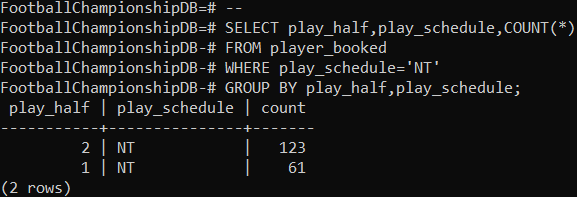 FootballChampionshipDB=# --
FootballChampionshipDB=# SELECT play_half,play_schedule,COUNT(*)
FootballChampionshipDB-# FROM player_booked
FootballChampionshipDB-# WHERE play_schedule='NT'
FootballChampionshipDB-# GROUP BY play_half,play_schedule;
 play_half | play_schedule | count
-----------+---------------+-------
         2 | NT            |   123
         1 | NT            |    61
(2 rows)